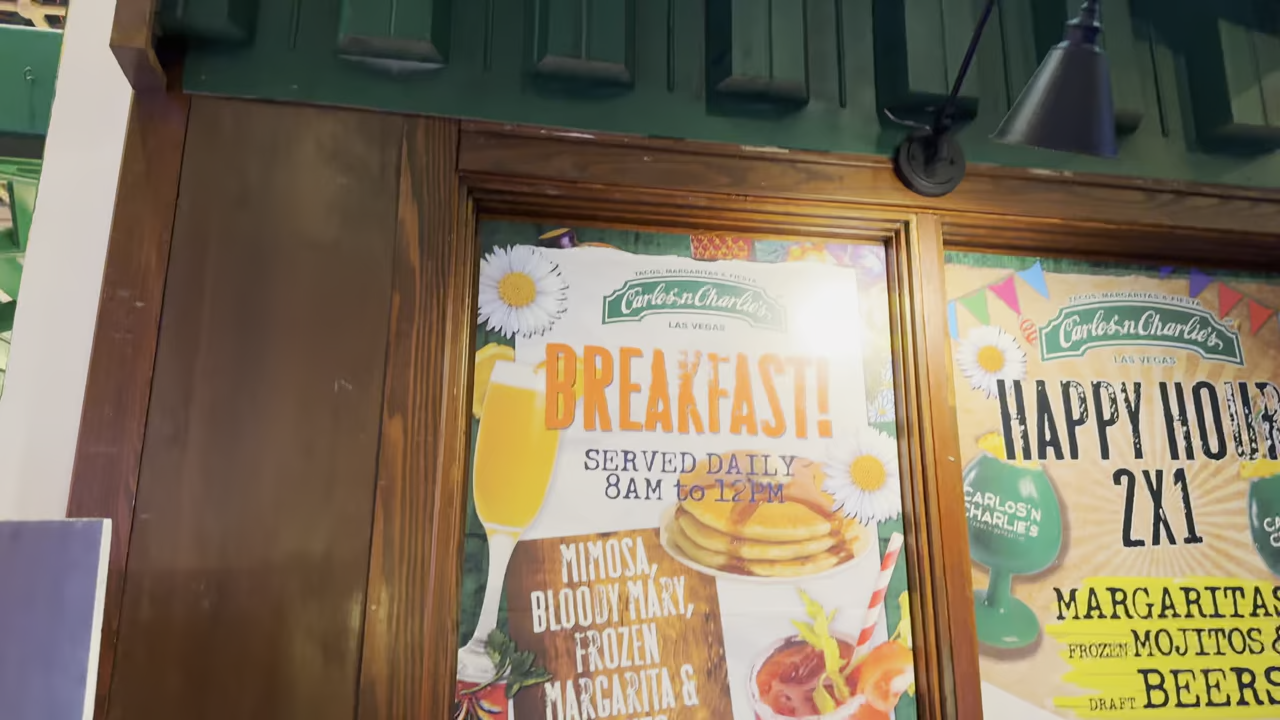 TACOS, MARGARITAS & FIESTA
Carlos'n Charlie's
LAS VEGAS
BREAKFAST!
SERVED DAILY
8AM to 12PM
MIMOSA,
BLOODY MARY,
FROZEN
MARGARITA &
TACOS, MARGARITAS & FIESTA
Carlos'n Charlie's
LAS VEGAS
HAPPY HOUR
2X1
CARLOS'N
CHARLIE'S
MARGARITAS
FROZEN MOJITOS &
DRAFT BEERS